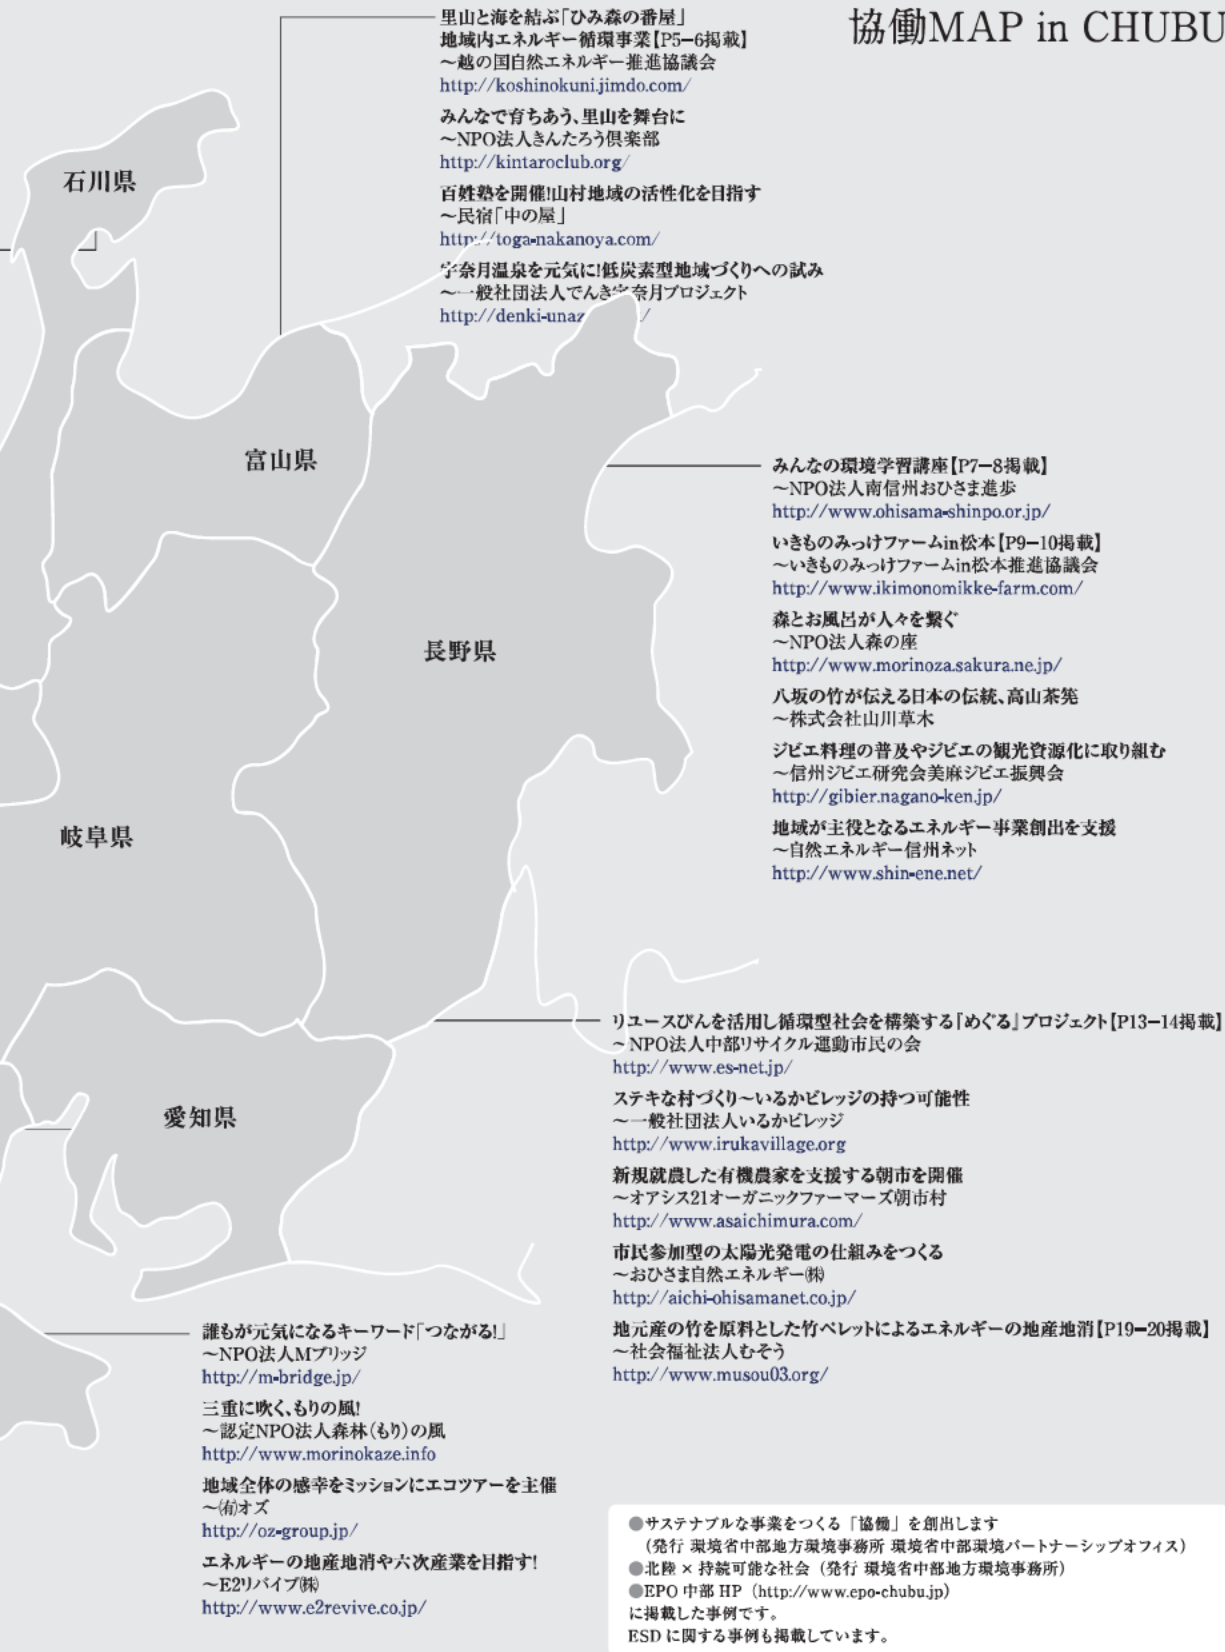 協働MAP in CHUBU
里山と海を結ぶ「ひみ森の番屋」
地域内エネルギー循環事業【P5−6掲載】
〜越の国自然エネルギー推進協議会
http://koshinokuni.jimdo.com/
みんなで育ちあう、里山を舞台に
〜NPO法人きんたろう倶楽部
http://kintaroclub.org/
百姓塾を開催!山村地域の活性化を目指す
〜民宿「中の屋」
http://toga-nakanoya.com/
宇奈月温泉を元気に!低炭素型地域づくりへの試み
〜一般社団法人でんき宇奈月プロジェクト
http://denki-unaz
石川県
富山県
長野県
岐阜県
愛知県
みんなの環境学習講座【P7−8掲載】
〜NPO法人南信州おひさま進歩
http://www.ohisama-shinpo.or.jp/
いきものみっけファームin松本【P9−10掲載】
〜いきものみっけファームin松本推進協議会
http://www.ikimonomikke-farm.com/
森とお風呂が人々を繋ぐ
〜NPO法人森の座
http://www.morinoza.sakura.ne.jp/
八坂の竹が伝える日本の伝統、高山茶筅
〜株式会社山川草木
ジビエ料理の普及やジビエの観光資源化に取り組む
〜信州ジビエ研究会美麻ジビエ振興会
http://gibier.nagano-ken.jp/
地域が主役となるエネルギー事業創出を支援
〜自然エネルギー信州ネット
http://www.shin-ene.net/
リユースびんを活用し循環型社会を構築する『めぐる』プロジェクト【P13−14掲載】
〜NPO法人中部リサイクル運動市民の会
http://www.es-net.jp/
ステキな村づくり〜いるかビレッジの持つ可能性
〜一般社団法人いるかビレッジ
http://www.irukavillage.org
新規就農した有機農家を支援する朝市を開催
〜オアシス21オーガニックファーマーズ朝市村
http://www.asaichimura.com/
市民参加型の太陽光発電の仕組みをつくる
〜おひさま自然エネルギー㈱
http://aichi-ohisamanet.co.jp/
地元産の竹を原料とした竹ペレットによるエネルギーの地産地消【P19−20掲載】
〜社会福祉法人むそう
http://www.musou03.org/
誰もが元気になるキーワード「つながる!」
〜NPO法人Mブリッジ
http://m-bridge.jp/
三重に吹く、もりの風!
〜認定NPO法人森林(もり)の風
http://www.morinokaze.info
地域全体の感幸をミッションにエコツアーを主催
〜㈲オズ
http://oz-group.jp/
エネルギーの地産地消や六次産業を目指す!
〜E2リバイブ㈱
http://www.e2revive.co.jp/
●サステナブルな事業をつくる「協働」を創出します
(発行 環境省中部地方環境事務所 環境省中部環境パートナーシップオフィス)
●北陸 × 持続可能な社会 (発行 環境省中部地方環境事務所)
●EPO 中部 HP (http://www.epo-chubu.jp)
に掲載した事例です。
ESD に関する事例も掲載しています。